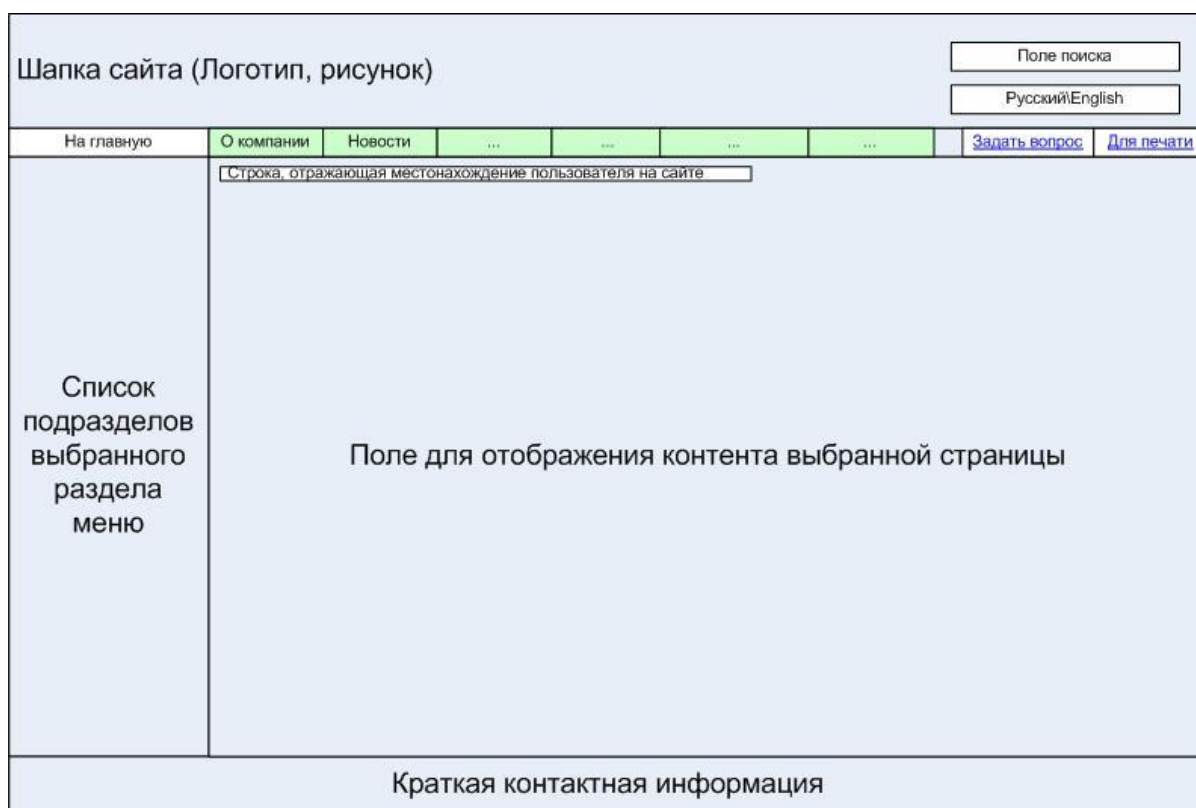 Шапка сайта (Логотип, рисунок)
Поле поиска
Русский\English
На главную
О компании
Новости
...
...
...
...
Задать вопрос
Для печати
Строка, отражающая местонахождение пользователя на сайте
Список
подразделов
выбранного
раздела
меню
Поле для отображения контента выбранной страницы
Краткая контактная информация